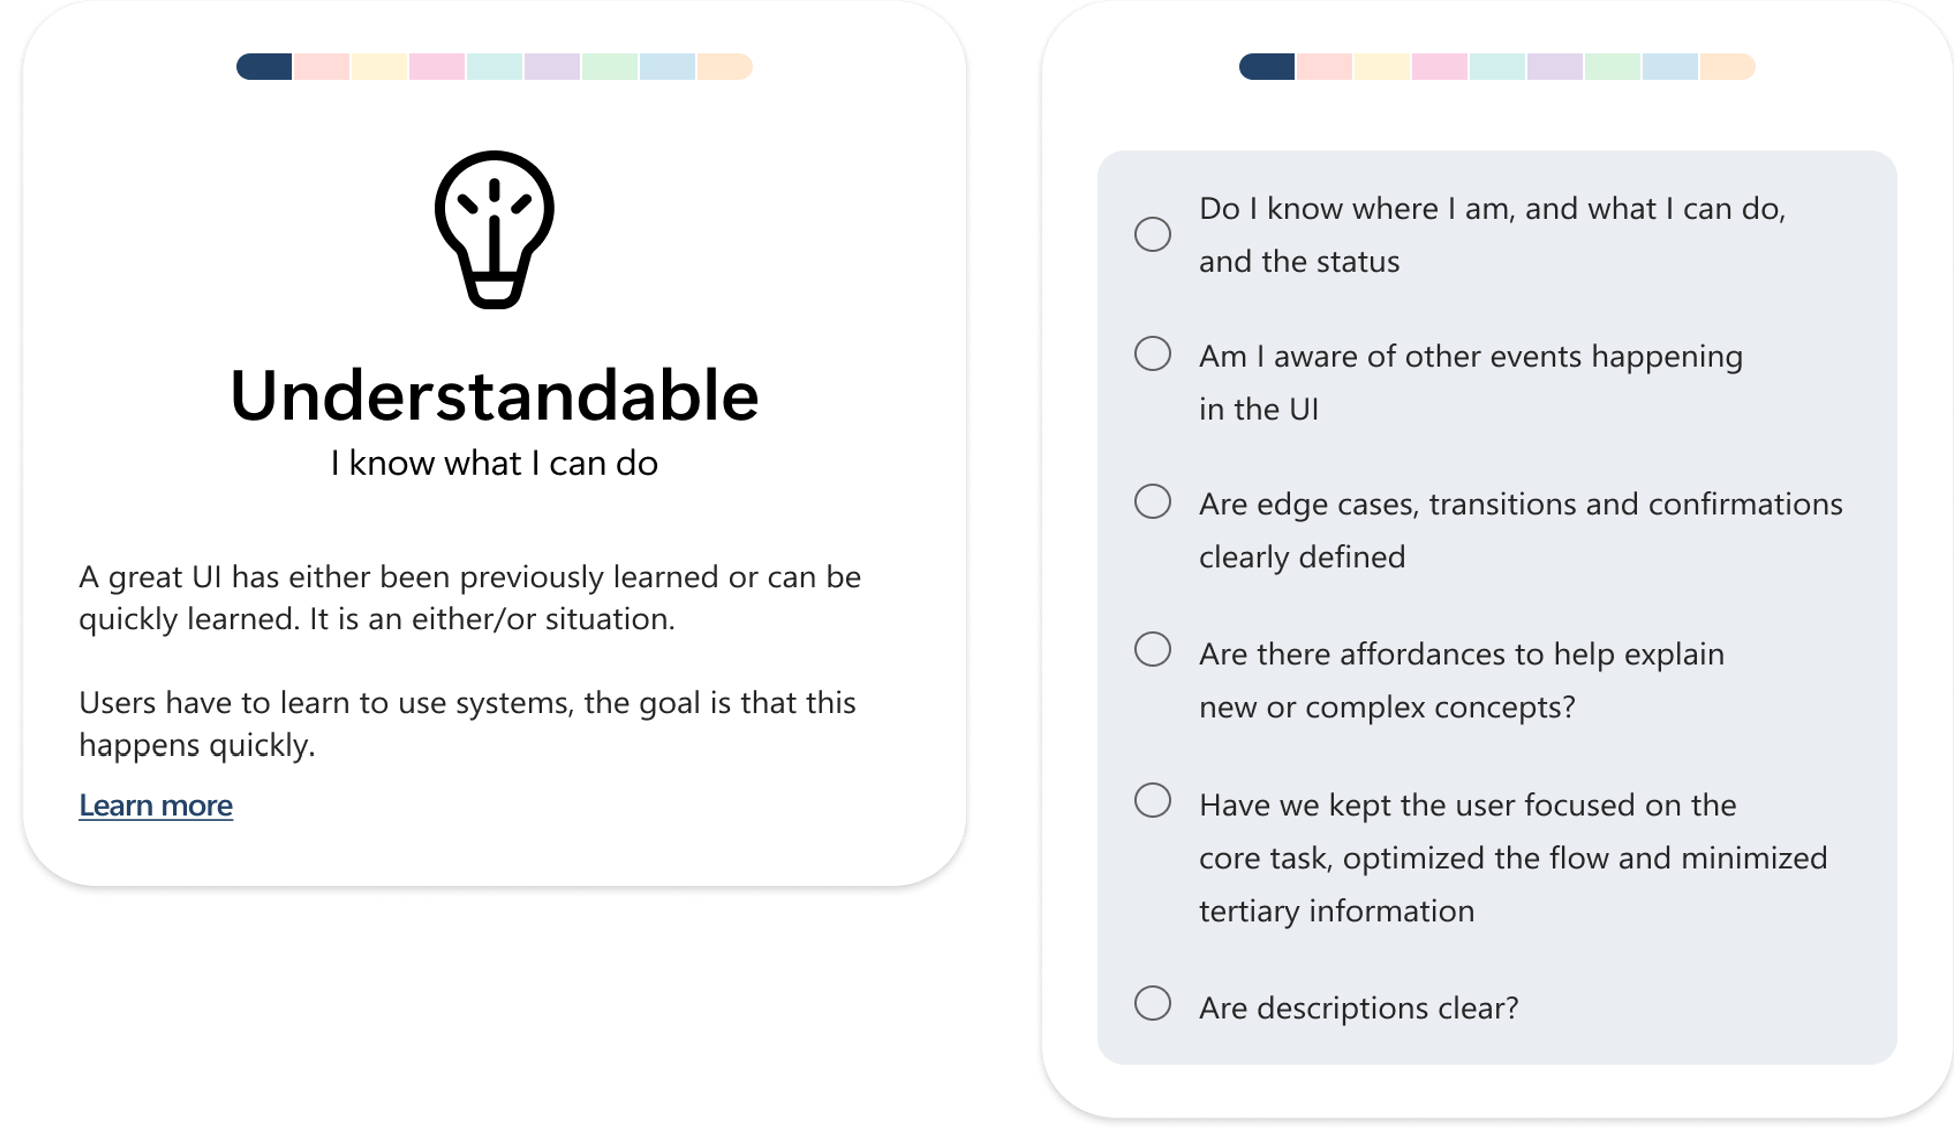 Understandable
I know what I can do
A great UI has either been previously learned or can be
quickly learned. It is an either/or situation.
Users have to learn to use systems, the goal is that this
happens quickly.
Learn more
Do I know where I am, and what I can do,
and the status
Am I aware of other events happening
in the UI
Are edge cases, transitions and confirmations
clearly defined
Are there affordances to help explain
new or complex concepts?
Have we kept the user focused on the
core task, optimized the flow and minimized
tertiary information
Are descriptions clear?